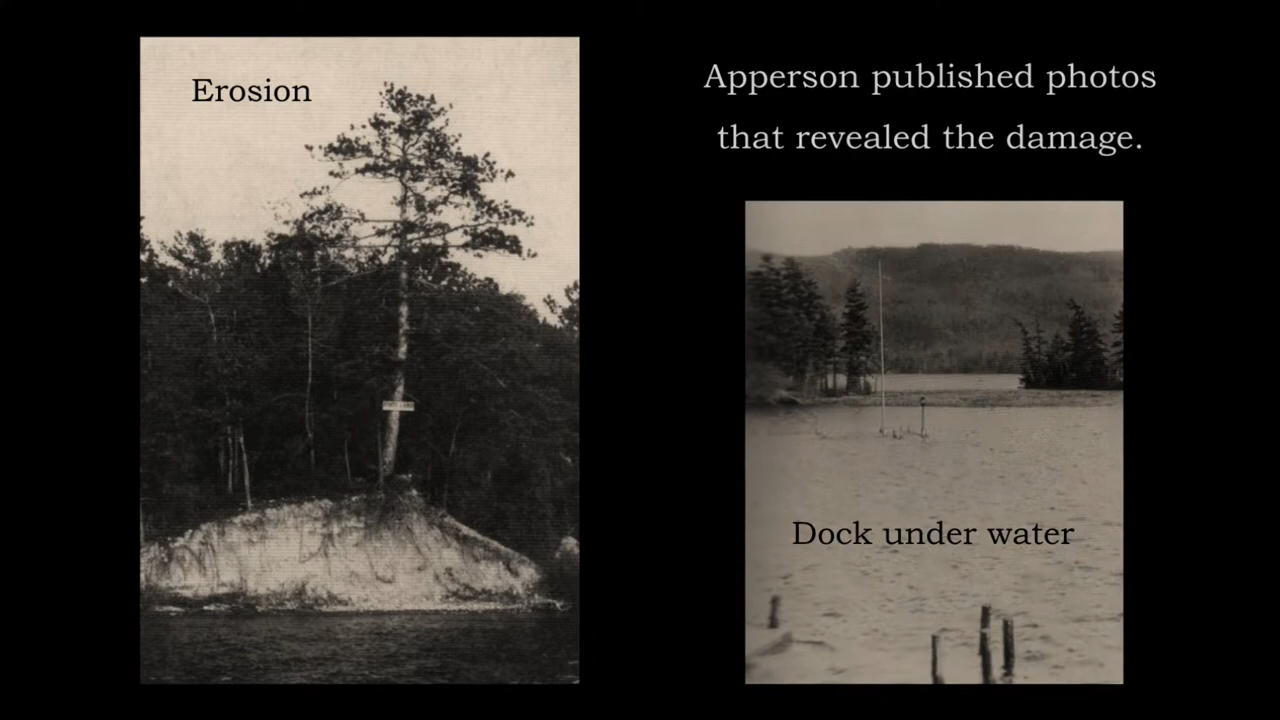 Erosion
Apperson published photos
that revealed the damage.
Dock under water